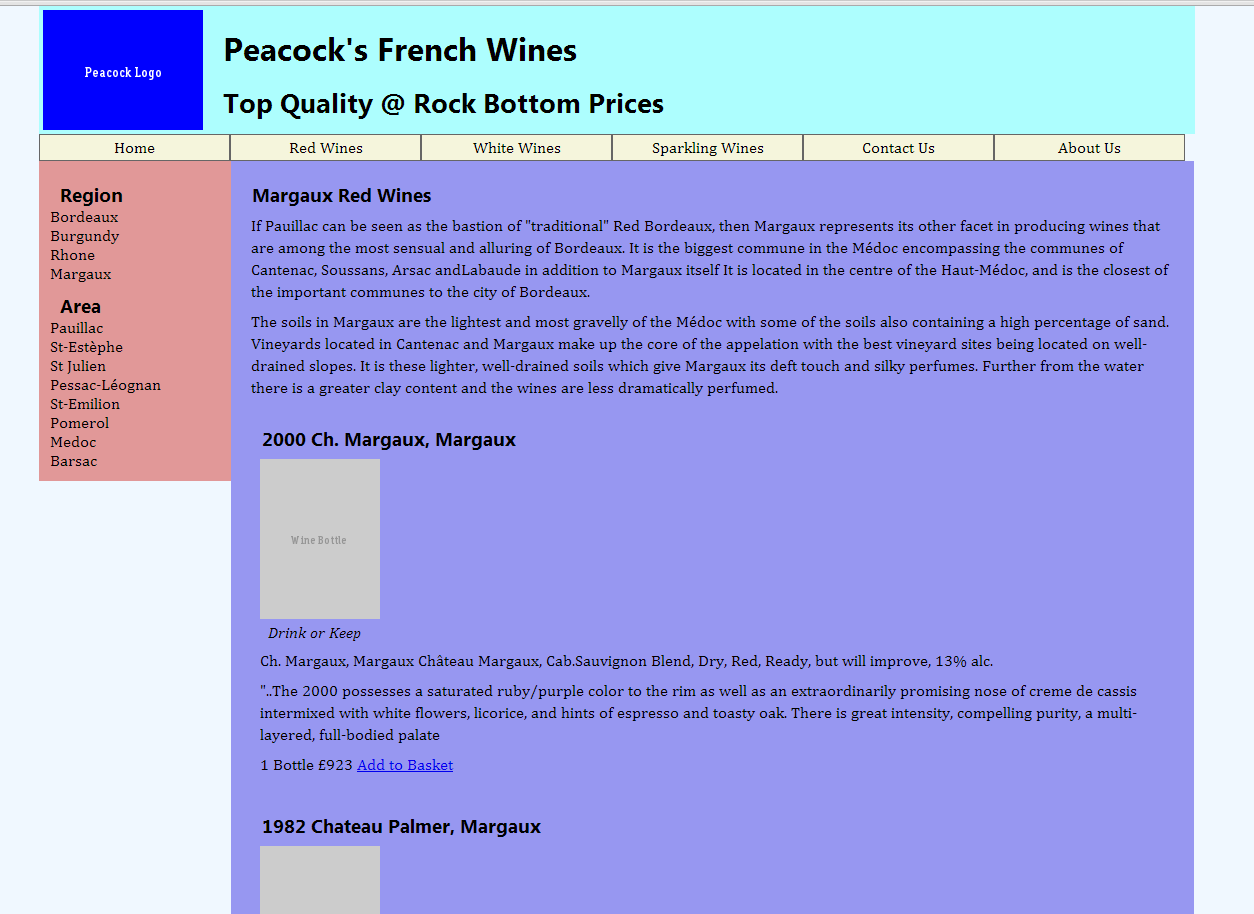 Peacock Logo
Peacock's French Wines
Top Quality @ Rock Bottom Prices
Home Red Wines White Wines Sparkling Wines Contact Us About Us
Region
Bordeaux
Burgundy
Rhone
Margaux
Area
Pauillac
St-Estèphe
St Julien
Pessac-Léognan
St-Emilion
Pomerol
Medoc
Barsac
Margaux Red Wines
If Pauillac can be seen as the bastion of "traditional" Red Bordeaux, then Margaux represents its other facet in producing wines that
are among the most sensual and alluring of Bordeaux. It is the biggest commune in the Médoc encompassing the communes of
Cantenac, Soussans, Arsac andLabaude in addition to Margaux itself It is located in the centre of the Haut-Médoc, and is the closest of
the important communes to the city of Bordeaux.
The soils in Margaux are the lightest and most gravelly of the Médoc with some of the soils also containing a high percentage of sand.
Vineyards located in Cantenac and Margaux make up the core of the appelation with the best vineyard sites being located on well-
drained slopes. It is these lighter, well-drained soils which give Margaux its deft touch and silky perfumes. Further from the water
there is a greater clay content and the wines are less dramatically perfumed.
2000 Ch. Margaux, Margaux
Wine Bottle
Drink or Keep
Ch. Margaux, Margaux Château Margaux, Cab.Sauvignon Blend, Dry, Red, Ready, but will improve, 13% alc.
"..The 2000 possesses a saturated ruby/purple color to the rim as well as an extraordinarily promising nose of creme de cassis
intermixed with white flowers, licorice, and hints of espresso and toasty oak. There is great intensity, compelling purity, a multi-
layered, full-bodied palate
1 Bottle £923 Add to Basket
1982 Chateau Palmer, Margaux